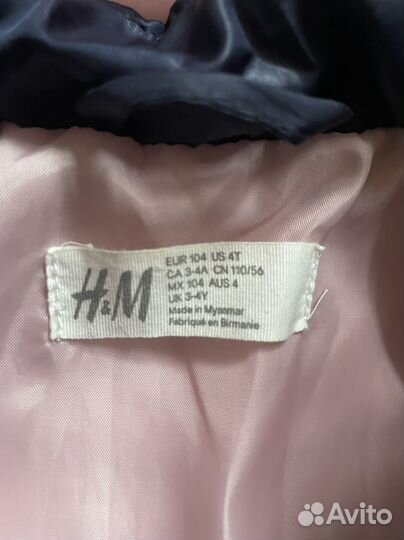 H&M
EUR 104 US 4T
CA 3-4A CN 110/56
MX 104 AUS 4
UK 3-4Y
Made in Myanmar
Fabriqué en Birmanie
Avito